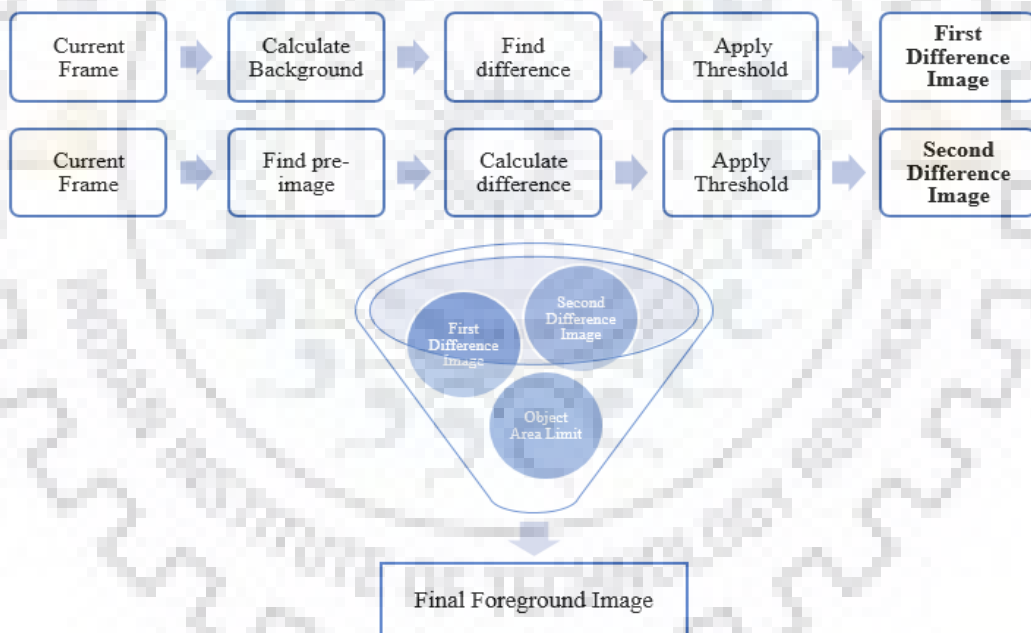 Current
Frame
Calculate
Background
Find
difference
Apply
Threshold
First
Difference
Image
Current
Frame
Find pre-
image
Calculate
difference
Apply
Threshold
Second
Difference
Image
First
Difference
Image
Second
Difference
Image
Object
Area Limit
Final Foreground Image